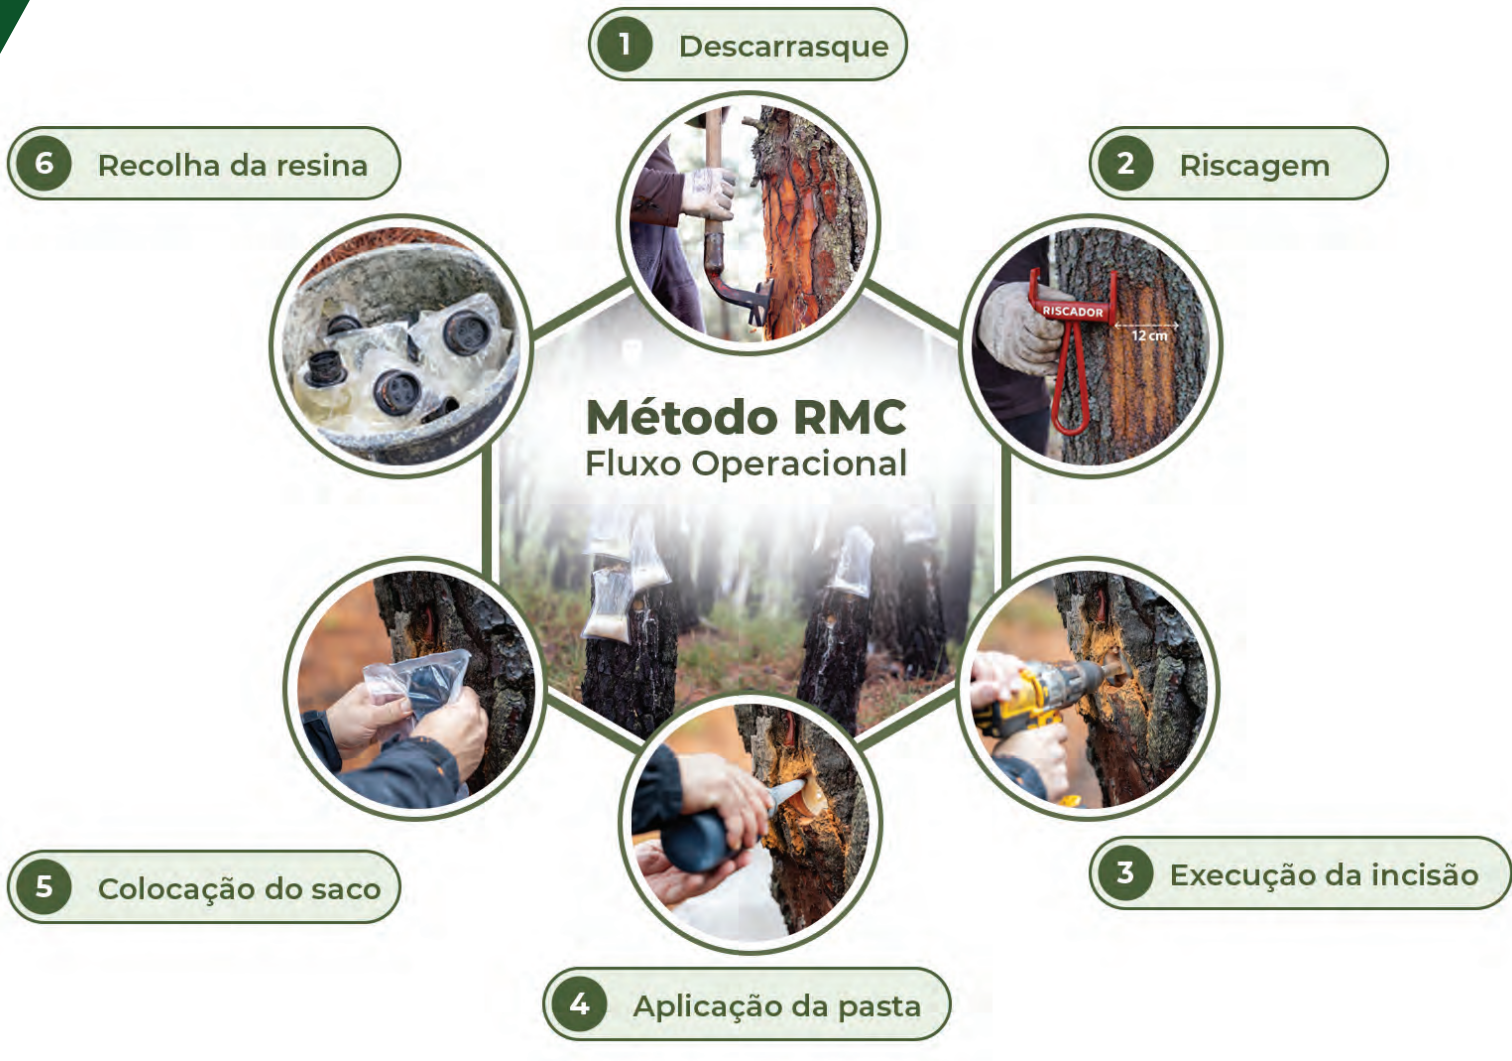 1 Descarrasque
2 Riscagem
RISCADOR
12 cm
3 Execução da incisão
4 Aplicação da pasta
5 Colocação do saco
6 Recolha da resina
Método RMC
Fluxo Operacional